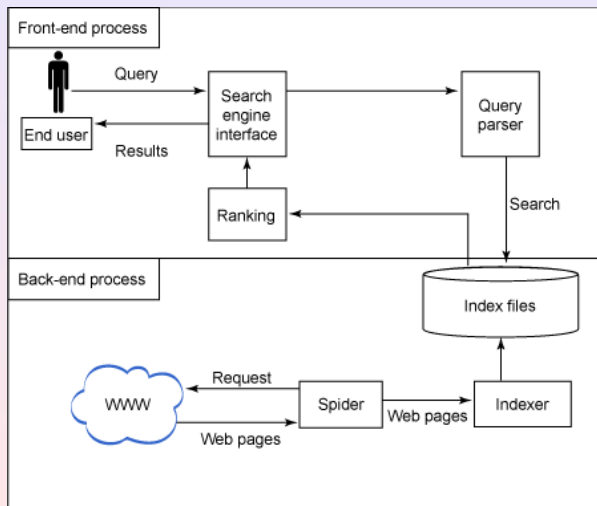 Front-end process
Query
Search
engine
interface
Query
parser
End user
Results
Ranking
Search
Back-end process
Index files
WWW
Request
Spider
Web pages
Indexer
Web pages